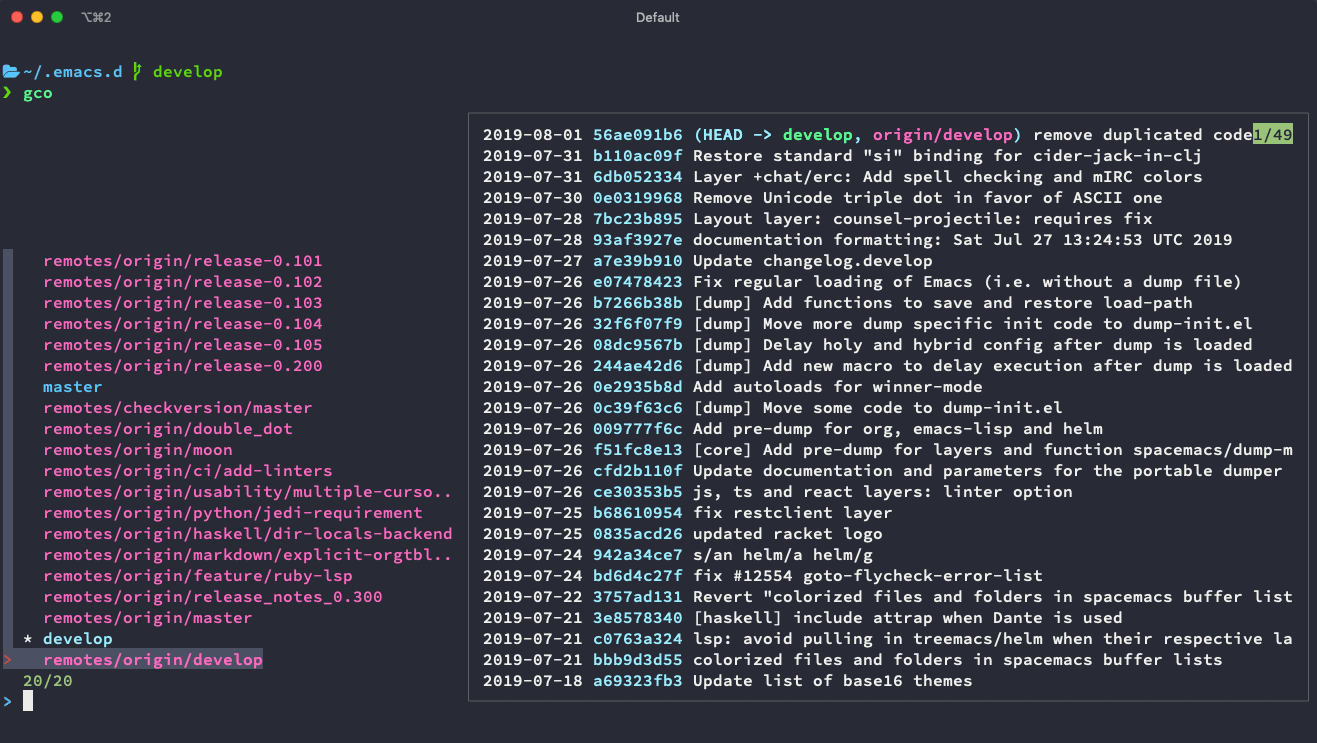 ⌥⌘2 Default
~/.emacs.d develop
❯ gco
remotes/origin/release-0.101
remotes/origin/release-0.102
remotes/origin/release-0.103
remotes/origin/release-0.104
remotes/origin/release-0.105
remotes/origin/release-0.200
master
remotes/checkversion/master
remotes/origin/double_dot
remotes/origin/moon
remotes/origin/ci/add-linters
remotes/origin/usability/multiple-curso..
remotes/origin/python/jedi-requirement
remotes/origin/haskell/dir-locals-backend
remotes/origin/markdown/explicit-orgtbl..
remotes/origin/feature/ruby-lsp
remotes/origin/release_notes_0.300
remotes/origin/master
* develop
> remotes/origin/develop
20/20
>
2019-08-01 56ae091b6 (HEAD -> develop, origin/develop) remove duplicated code1/49
2019-07-31 b110ac09f Restore standard "si" binding for cider-jack-in-clj
2019-07-31 6db052334 Layer +chat/erc: Add spell checking and mIRC colors
2019-07-30 0e0319968 Remove Unicode triple dot in favor of ASCII one
2019-07-28 7bc23b895 Layout layer: counsel-projectile: requires fix
2019-07-28 93af3927e documentation formatting: Sat Jul 27 13:24:53 UTC 2019
2019-07-27 a7e39b910 Update changelog.develop
2019-07-26 e07478423 Fix regular loading of Emacs (i.e. without a dump file)
2019-07-26 b7266b38b [dump] Add functions to save and restore load-path
2019-07-26 32f6f07f9 [dump] Move more dump specific init code to dump-init.el
2019-07-26 08dc9567b [dump] Delay holy and hybrid config after dump is loaded
2019-07-26 244ae42d6 [dump] Add new macro to delay execution after dump is loaded
2019-07-26 0e2935b8d Add autoloads for winner-mode
2019-07-26 0c39f63c6 [dump] Move some code to dump-init.el
2019-07-26 009777f6c Add pre-dump for org, emacs-lisp and helm
2019-07-26 f51fc8e13 [core] Add pre-dump for layers and function spacemacs/dump-m
2019-07-26 cfd2b110f Update documentation and parameters for the portable dumper
2019-07-26 ce30353b5 js, ts and react layers: linter option
2019-07-25 b68610954 fix restclient layer
2019-07-25 0835acd26 updated racket logo
2019-07-24 942a34ce7 s/an helm/a helm/g
2019-07-24 bd6d4c27f fix #12554 goto-flycheck-error-list
2019-07-22 3757ad131 Revert "colorized files and folders in spacemacs buffer list
2019-07-21 3e8578340 [haskell] include attrap when Dante is used
2019-07-21 c0763a324 lsp: avoid pulling in treemacs/helm when their respective la
2019-07-21 bbb9d3d55 colorized files and folders in spacemacs buffer lists
2019-07-18 a69323fb3 Update list of base16 themes